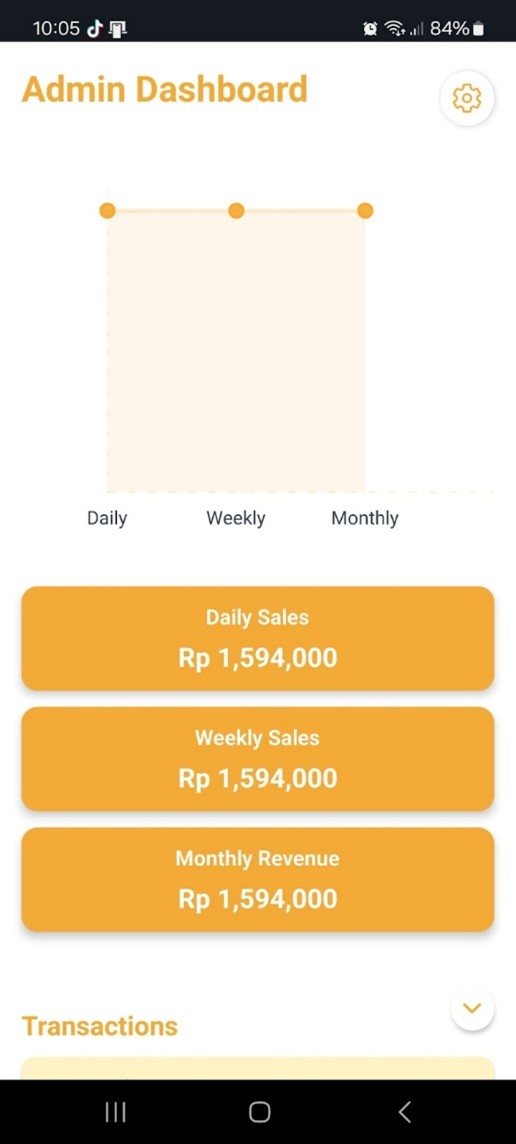 10:05
84%
Admin Dashboard
Daily Weekly Monthly
Daily Sales
Rp 1,594,000
Weekly Sales
Rp 1,594,000
Monthly Revenue
Rp 1,594,000
Transactions